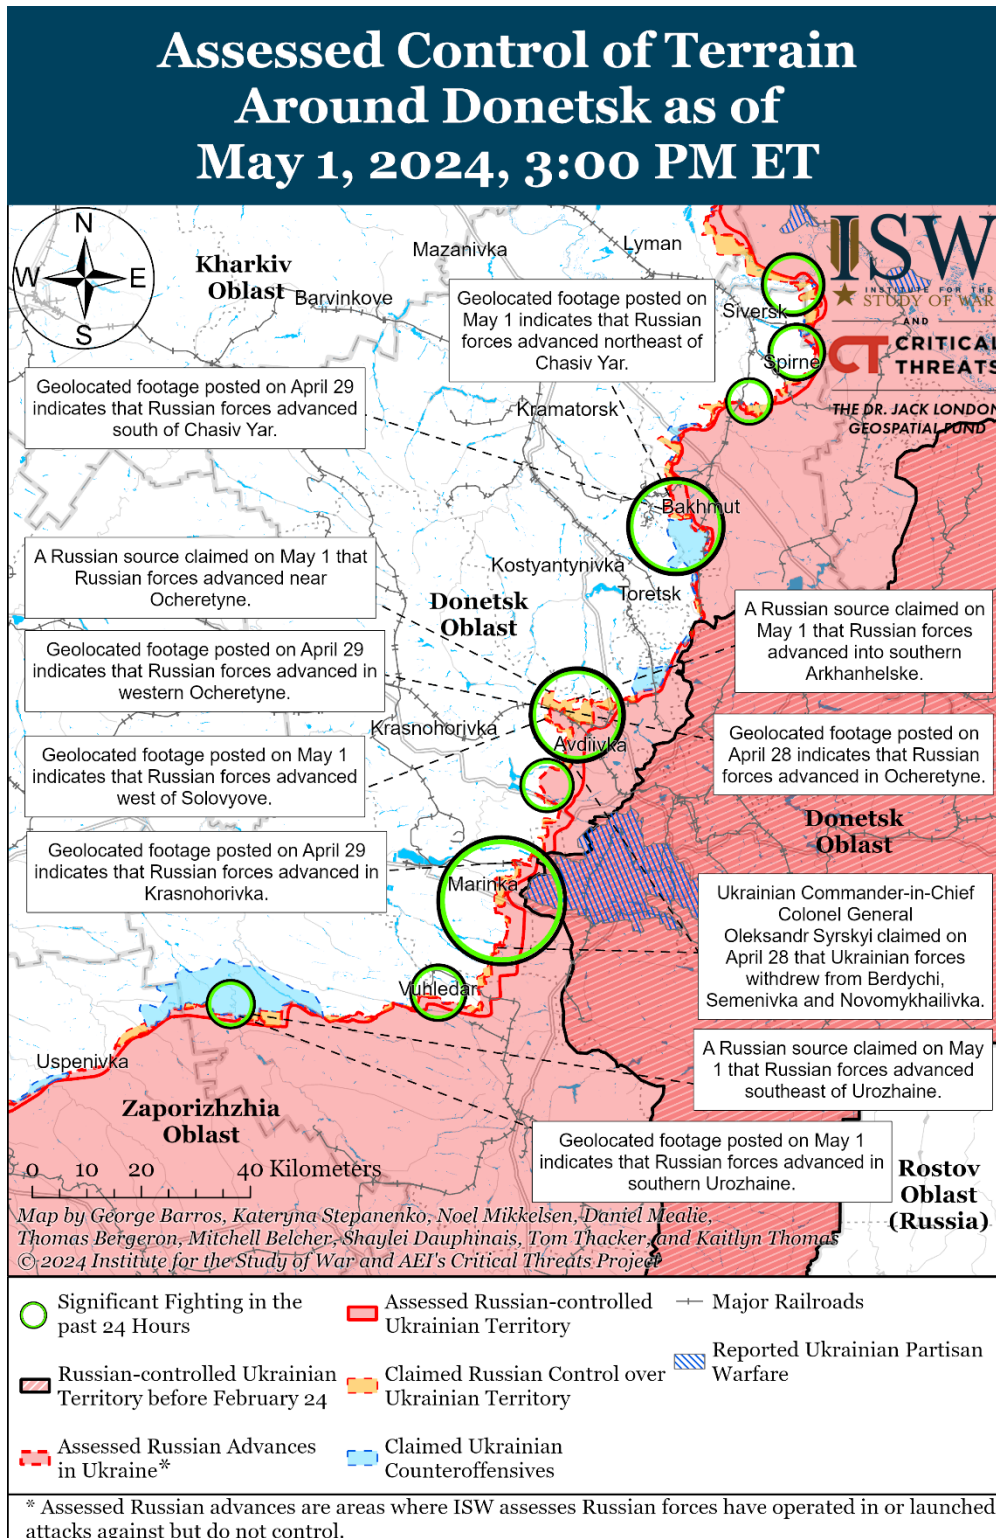 Assessed Control of Terrain
Around Donetsk as of
May 1, 2024, 3:00 PM ET
N
W
E
S
Kharkiv
Oblast
Mazanivka
Lyman
Barvinkove
ISW
INSTITUTE FOR THE
STUDY OF WAR
AND
CT CRITICAL
THREATS
THE DR. JACK LONDON
GEOSPATIAL FUND
Geolocated footage posted on
May 1 indicates that Russian
forces advanced northeast of
Chasiv Yar.
Siversk
Spirne
Geolocated footage posted on April 29
indicates that Russian forces advanced
south of Chasiv Yar.
Kramatorsk
Bakhmut
A Russian source claimed on May 1 that
Russian forces advanced near
Ocheretyne.
Kostyantynivka
Toretsk
Donetsk
Oblast
A Russian source claimed on
May 1 that Russian forces
advanced into southern
Arkhanhelske.
Geolocated footage posted on April 29
indicates that Russian forces advanced in
western Ocheretyne.
Krasnohorivka
Avdiivka
Geolocated footage posted on
April 28 indicates that Russian
forces advanced in Ocheretyne.
Geolocated footage posted on May 1
indicates that Russian forces advanced
west of Solovyove.
Donetsk
Oblast
Geolocated footage posted on April 29
indicates that Russian forces advanced in
Krasnohorivka.
Marinka
Ukrainian Commander-in-Chief
Colonel General
Oleksandr Syrskyi claimed on
April 28 that Ukrainian forces
withdrew from Berdychi,
Semenivka and Novomykhailivka.
Vuhledar
A Russian source claimed on May
1 that Russian forces advanced
southeast of Urozhaine.
Uspenivka
Zaporizhzhia
Oblast
Geolocated footage posted on May 1
indicates that Russian forces advanced in
southern Urozhaine.
Rostov
Oblast
(Russia)
0 10 20 40 Kilometers
Map by George Barros, Kateryna Stepanenko, Noel Mikkelsen, Daniel Mealie,
Thomas Bergeron, Mitchell Belcher, Shaylei Dauphinais, Tom Thacker, and Kaitlyn Thomas
© 2024 Institute for the Study of War and AEI's Critical Threats Project
Significant Fighting in the
past 24 Hours
Russian-controlled Ukrainian
Territory before February 24
Assessed Russian Advances
in Ukraine*
Assessed Russian-controlled
Ukrainian Territory
Claimed Russian Control over
Ukrainian Territory
Claimed Ukrainian
Counteroffensives
Major Railroads
Reported Ukrainian Partisan
Warfare
* Assessed Russian advances are areas where ISW assesses Russian forces have operated in or launched
attacks against but do not control.